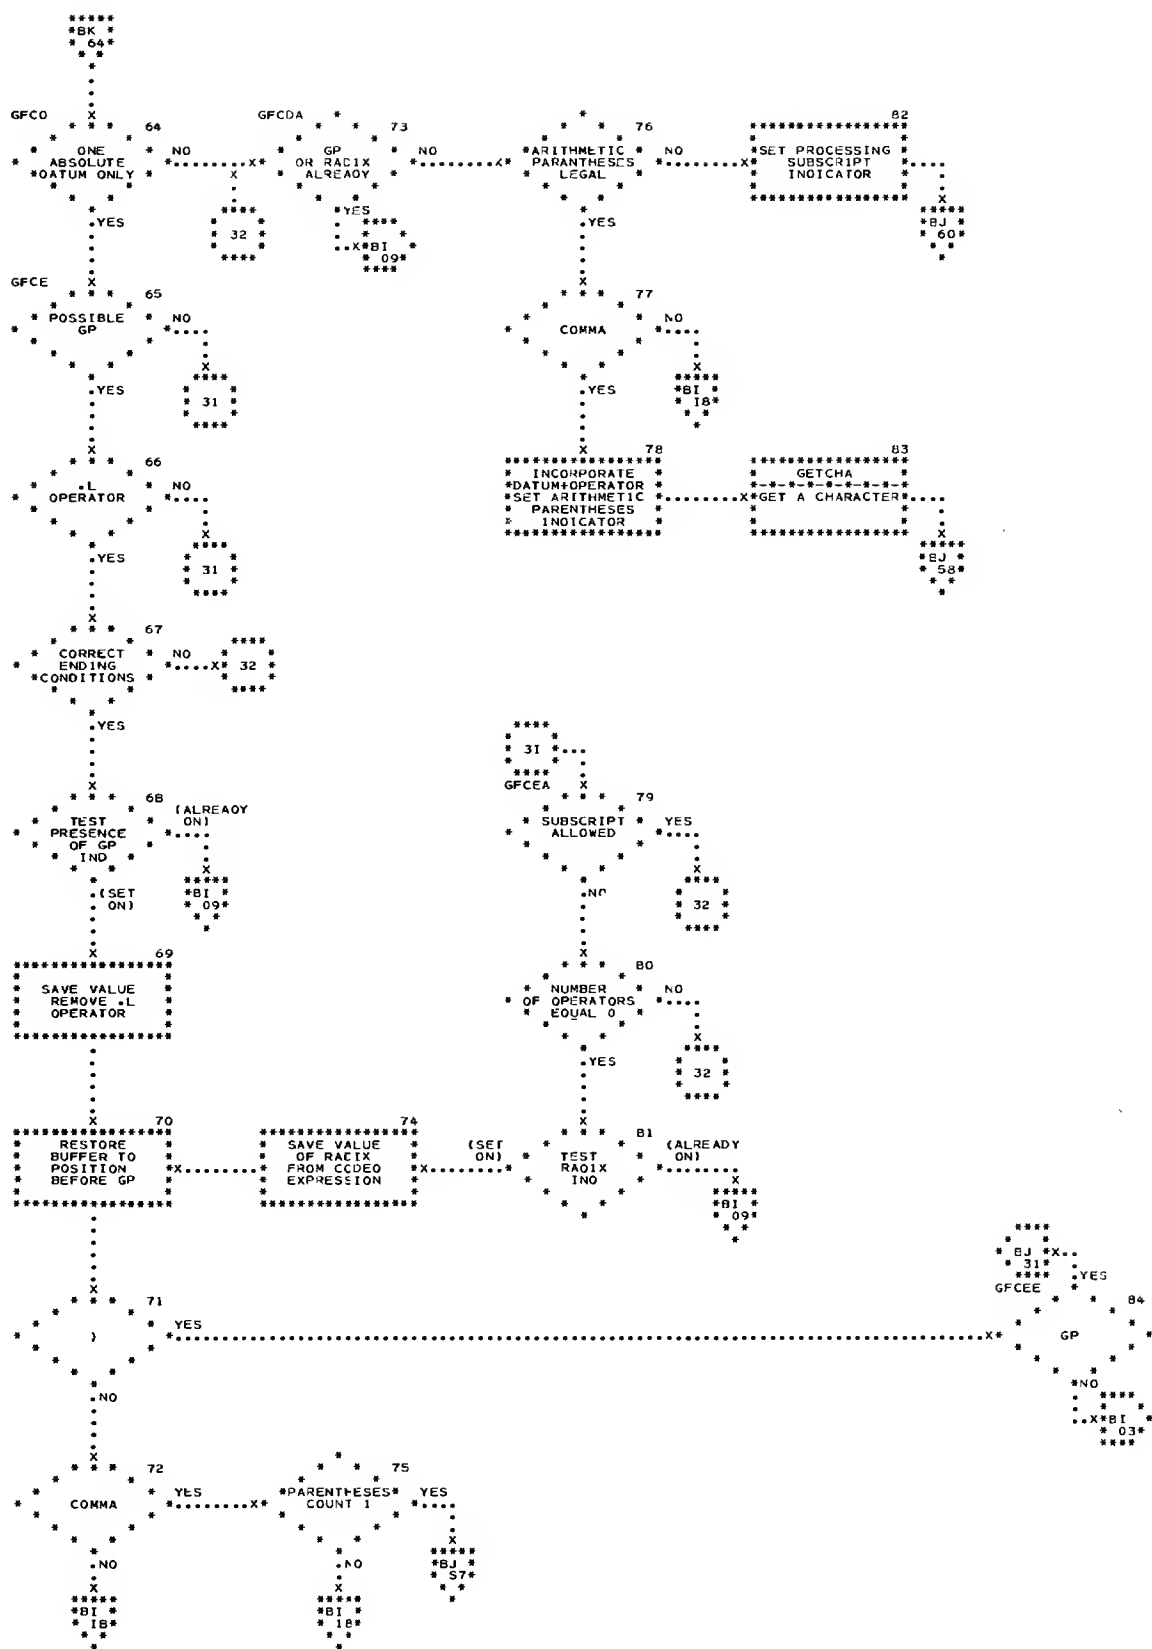 BK
64
GFCO
64
ONE
ABSOLUTE
DATUM ONLY
NO
YES
32
GFCDA
73
GP
OR RADIX
ALREADY
NO
YES
BI
09
76
ARITHMETIC
PARANTHESES
LEGAL
NO
YES
82
SET PROCESSING
SUBSCRIPT
INDICATOR
BJ
60
GFCE
65
POSSIBLE
GP
NO
YES
31
77
COMMA
NO
YES
BI
18
66
.L
OPERATOR
NO
YES
31
78
INCORPORATE
DATUM+OPERATOR
SET ARITHMETIC
PARENTHESES
INDICATOR
83
GETCHA
GET A CHARACTER
BJ
58
67
CORRECT
ENDING
CONDITIONS
NO
32
YES
31
GFCEA
68
TEST
PRESENCE
OF GP
IND
(ALREADY
ON)
(SET
ON)
BI
09
79
SUBSCRIPT
ALLOWED
YES
NO
32
69
SAVE VALUE
REMOVE .L
OPERATOR
80
NUMBER
OF OPERATORS
EQUAL 0
NO
YES
32
70
RESTORE
BUFFER TO
POSITION
BEFORE GP
74
SAVE VALUE
OF RADIX
FROM CCDED
EXPRESSION
(SET
ON)
81
TEST
RADIX
IND
(ALREADY
ON)
BI
09
BJ
31
YES
GFCEE
71
)
YES
NO
84
GP
NO
BI
03
72
COMMA
YES
NO
BI
18
75
PARENTHESES
COUNT 1
YES
NO
BI
18
BJ
57